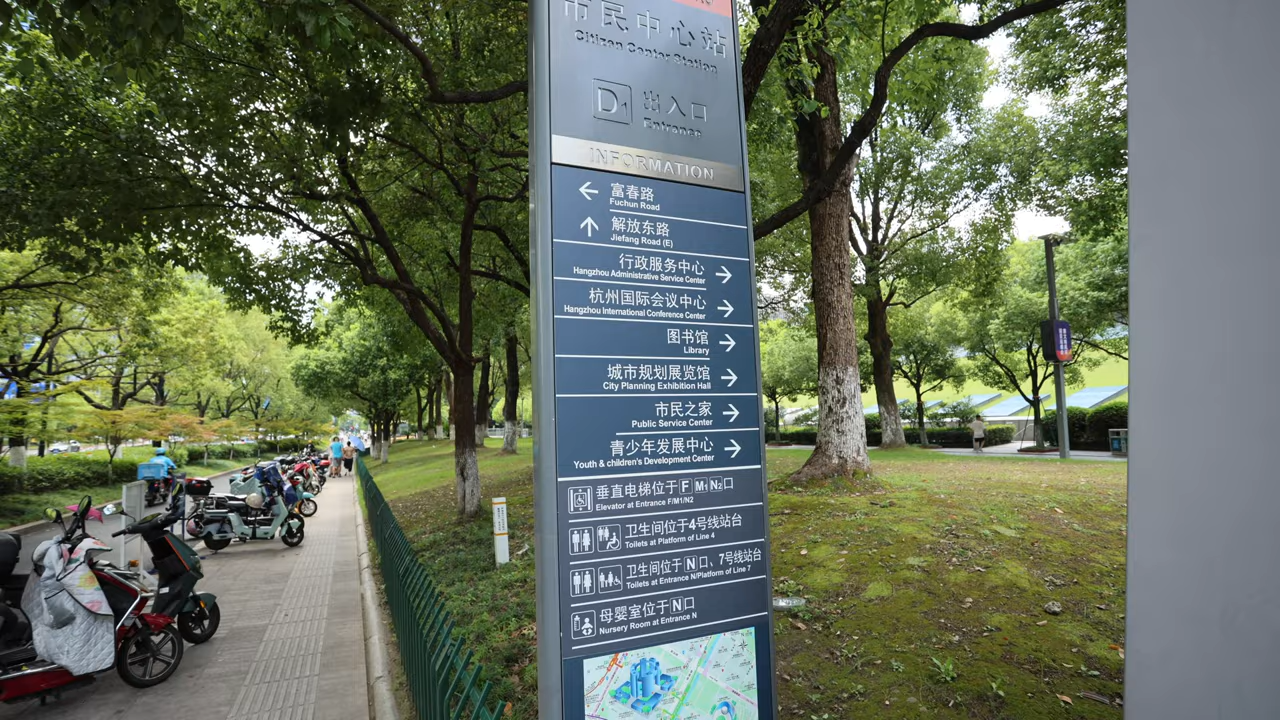 市民中心站
Citizen Center Station
D1 出入口
Entrance
INFORMATION
← 富春路
Fuchun Road
↑ 解放东路
Jiefang Road (E)
行政服务中心 →
Hangzhou Administrative Service Center
杭州国际会议中心 →
Hangzhou International Conference Center
图书馆 →
Library
城市规划展览馆 →
City Planning Exhibition Hall
市民之家 →
Public Service Center
青少年发展中心 →
Youth & children's Development Center
垂直电梯位于 F M1 N2 口
Elevator at Entrance F/M1/N2
卫生间位于4号线站台
Toilets at Platform of Line 4
卫生间位于 N 口、7号线站台
Toilets at Entrance N/Platform of Line 7
母婴室位于 N 口
Nursery Room at Entrance N